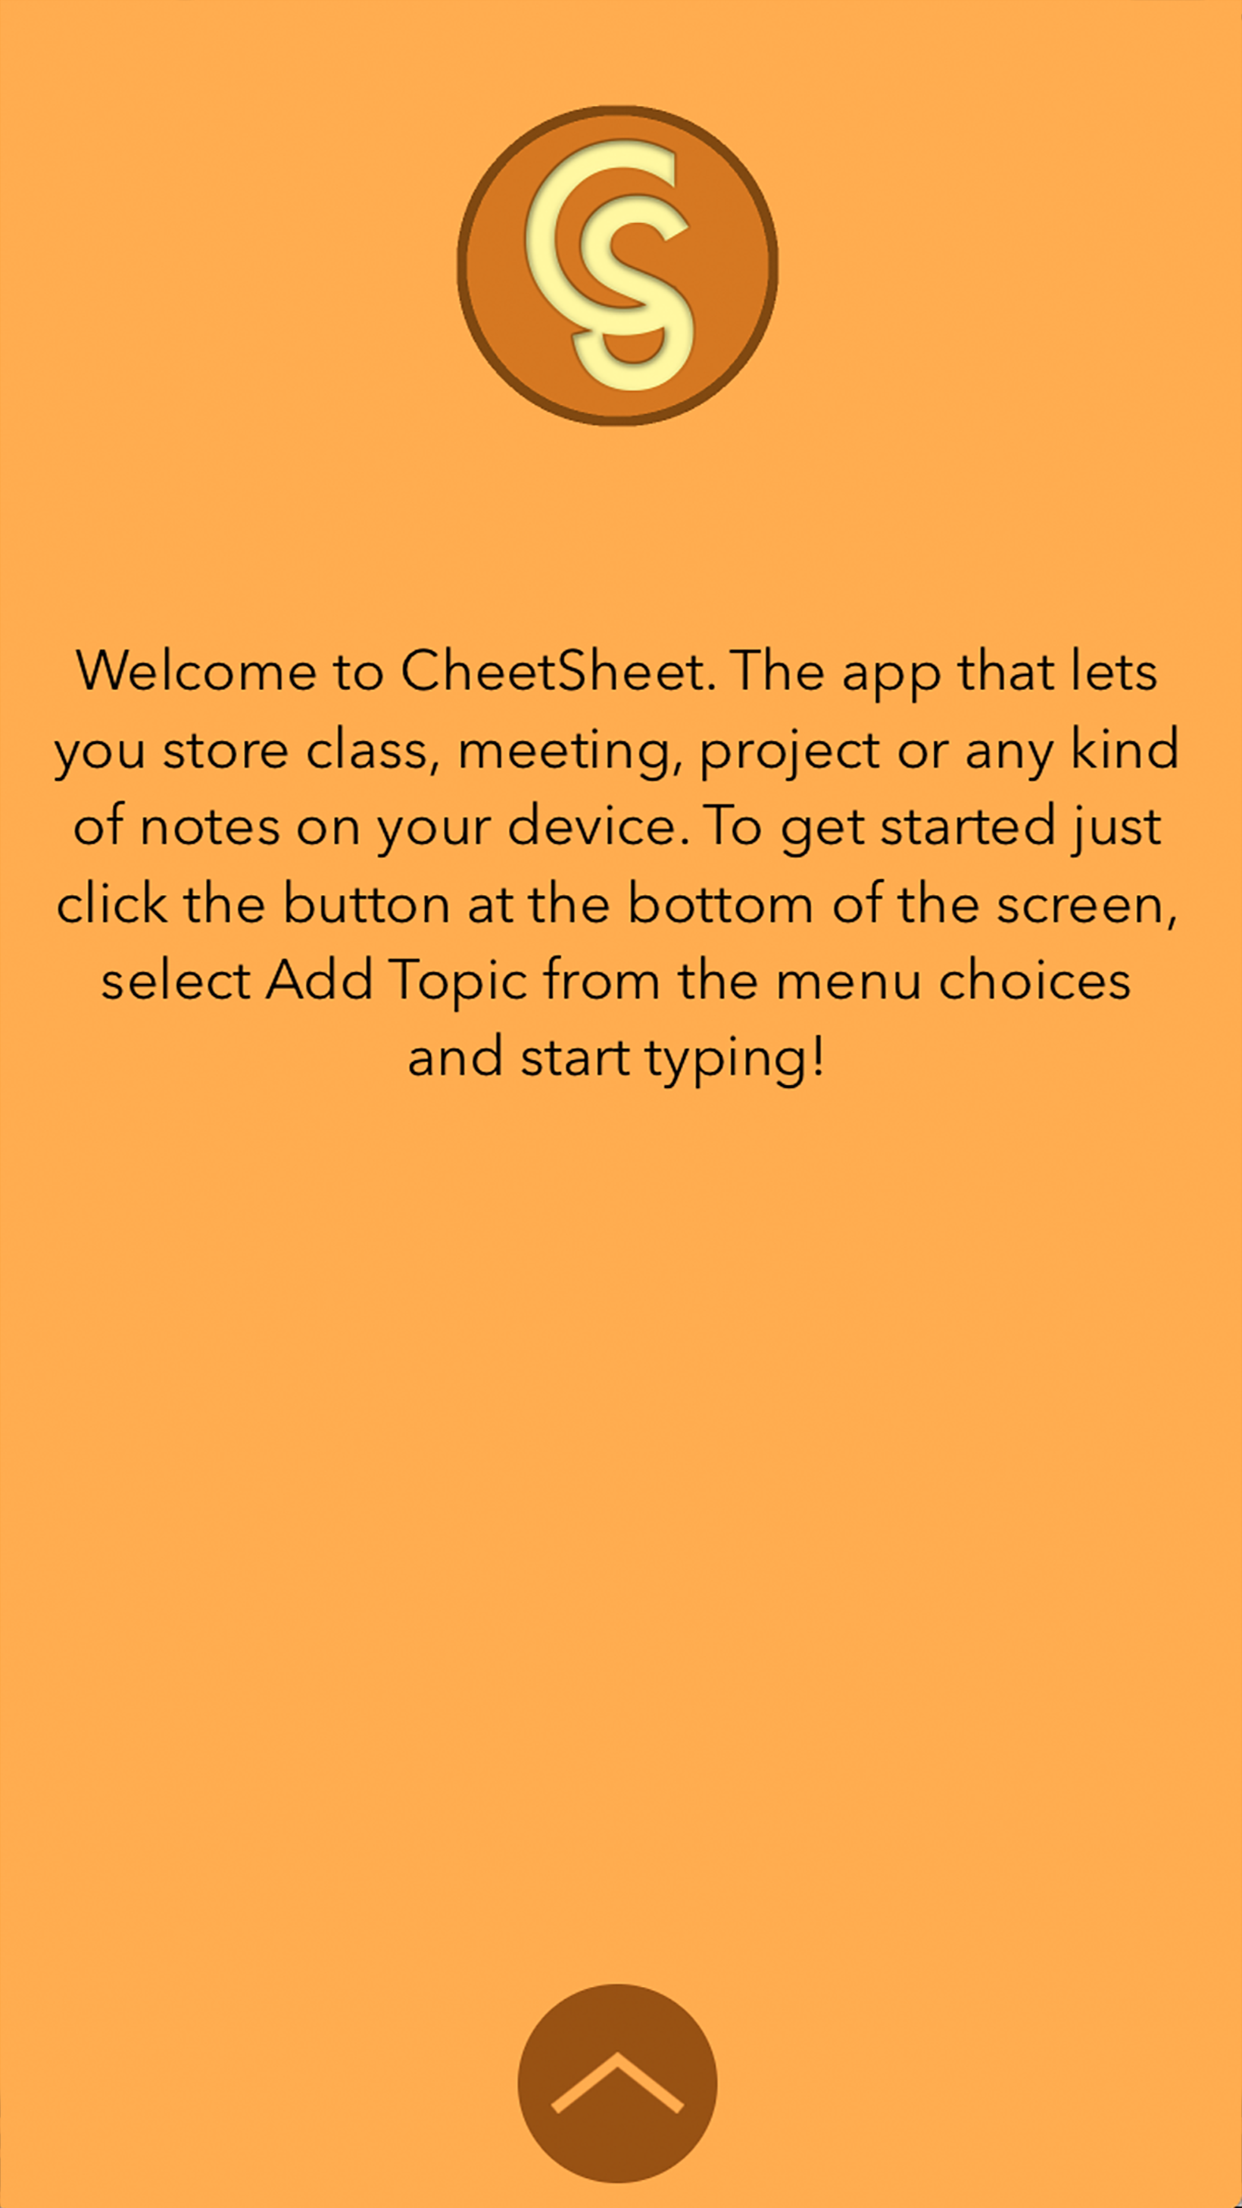 CS
Welcome to CheetSheet. The app that lets
you store class, meeting, project or any kind
of notes on your device. To get started just
click the button at the bottom of the screen,
select Add Topic from the menu choices
and start typing!